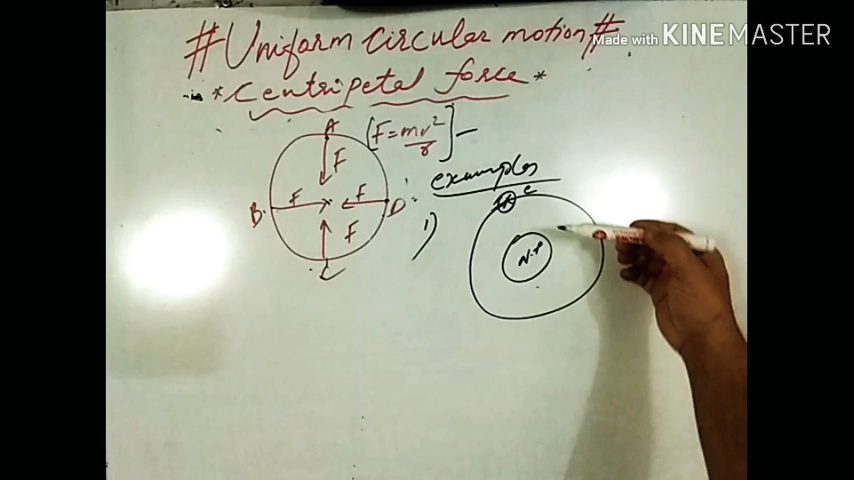 #Uniform circular motion#
Made with KINEMASTER
*centripetal force*
A
[F=mv²/r]
F
examples
F
F
e
B
D
1)
F
N.P
C